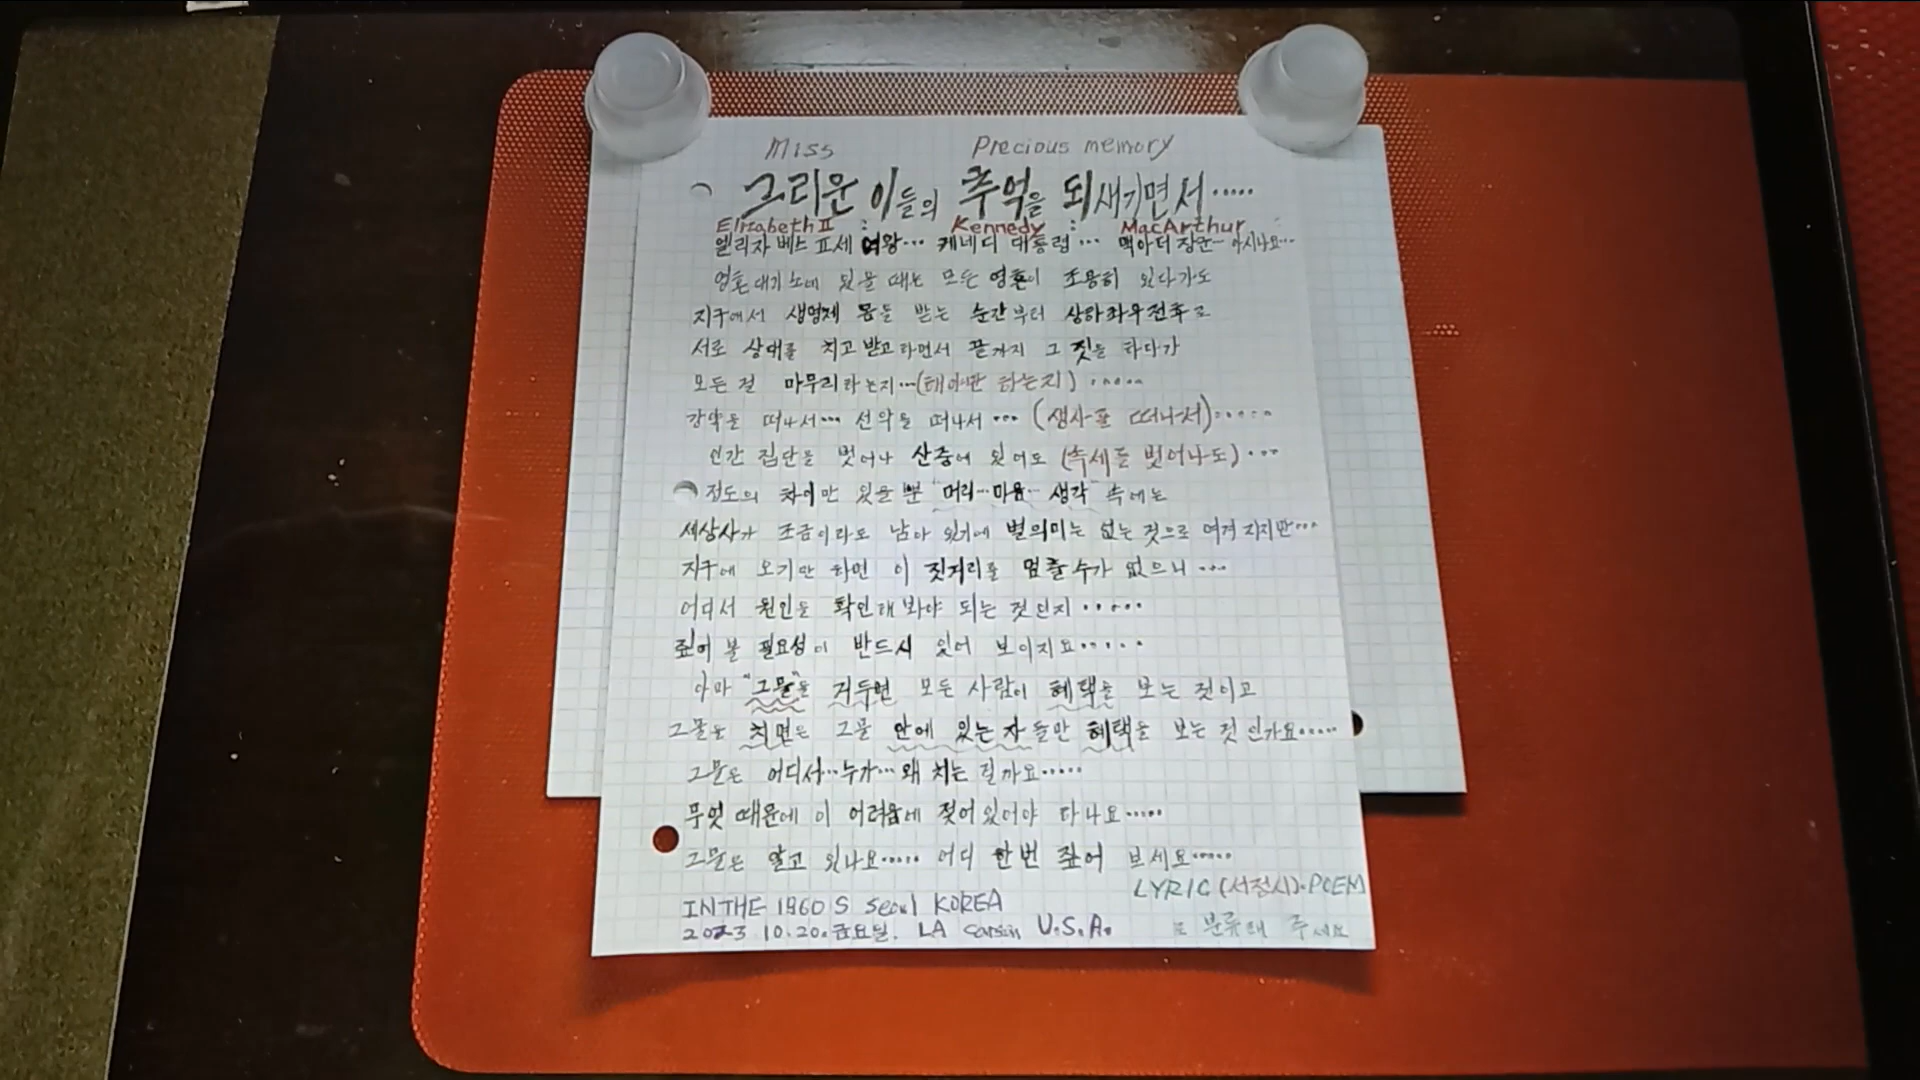 Miss Precious memory
그리운 이들의 추억을 되새기면서.....
Elizabeth II : Kennedy : MacArthur
엘리자베스 II세 여왕... 케네디 대통령... 맥아더 장군... 아시나요...
영혼대기소에 있을 때는 모든 영혼이 조용히 있다가도
지구에서 생명체 몸을 받는 순간부터 상하좌우전후로
서로 상대를 치고 받고 하면서 끝까지 그 짓을 하다가
모든 걸 마무리하는지...(해야만 하는지).....
강약을 떠나서... 선악을 떠나서... (생사를 떠나서).....
인간 집단을 벗어나 산중에 있어도 (속세를 벗어나도)...
정도의 차이만 있을 뿐 "머리...마음...생각" 속에는
세상사가 조금이라도 남아 있기에 별의미는 없는 것으로 여겨지지만...
지구에 오기만 하면 이 짓거리를 멈출 수가 없으니...
어디서 원인을 확인해 봐야 되는 것인지.....
짚어 볼 필요성이 반드시 있어 보이지요.....
아마 "그물"을 거두면 모든 사람이 혜택을 보는 것이고
그물을 치면은 그물 안에 있는 자들만 혜택을 보는 것인가요.....
그물은 어디서...누가...왜 치는 걸까요.....
무엇 때문에 이 어려움에 젖어 있어야 하나요.....
그물은 알고 있나요..... 어디 한번 짚어 보세요.....
LYRIC (서정시).POEM
IN THE 1960 S Seoul KOREA
로 분류해 주세요
2023 10.20.금요일. LA Carson U.S.A.